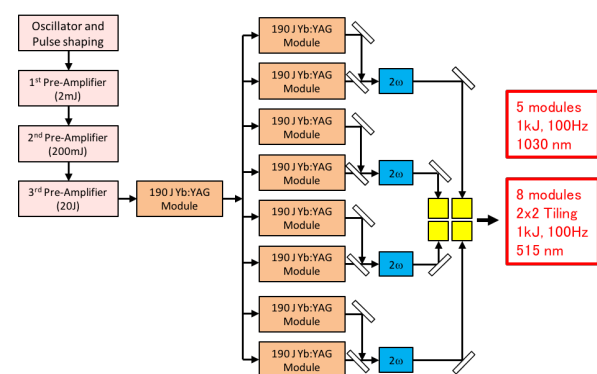 Oscillator and
Pulse shaping
1st Pre-Amplifier
(2mJ)
2nd Pre-Amplifier
(200mJ)
3rd Pre-Amplifier
(20J)
190 J Yb:YAG
Module
190 J Yb:YAG
Module
190 J Yb:YAG
Module
2ω
190 J Yb:YAG
Module
190 J Yb:YAG
Module
2ω
190 J Yb:YAG
Module
190 J Yb:YAG
Module
2ω
190 J Yb:YAG
Module
190 J Yb:YAG
Module
2ω
5 modules
1kJ, 100Hz
1030 nm
8 modules
2x2 Tiling
1kJ, 100Hz
515 nm